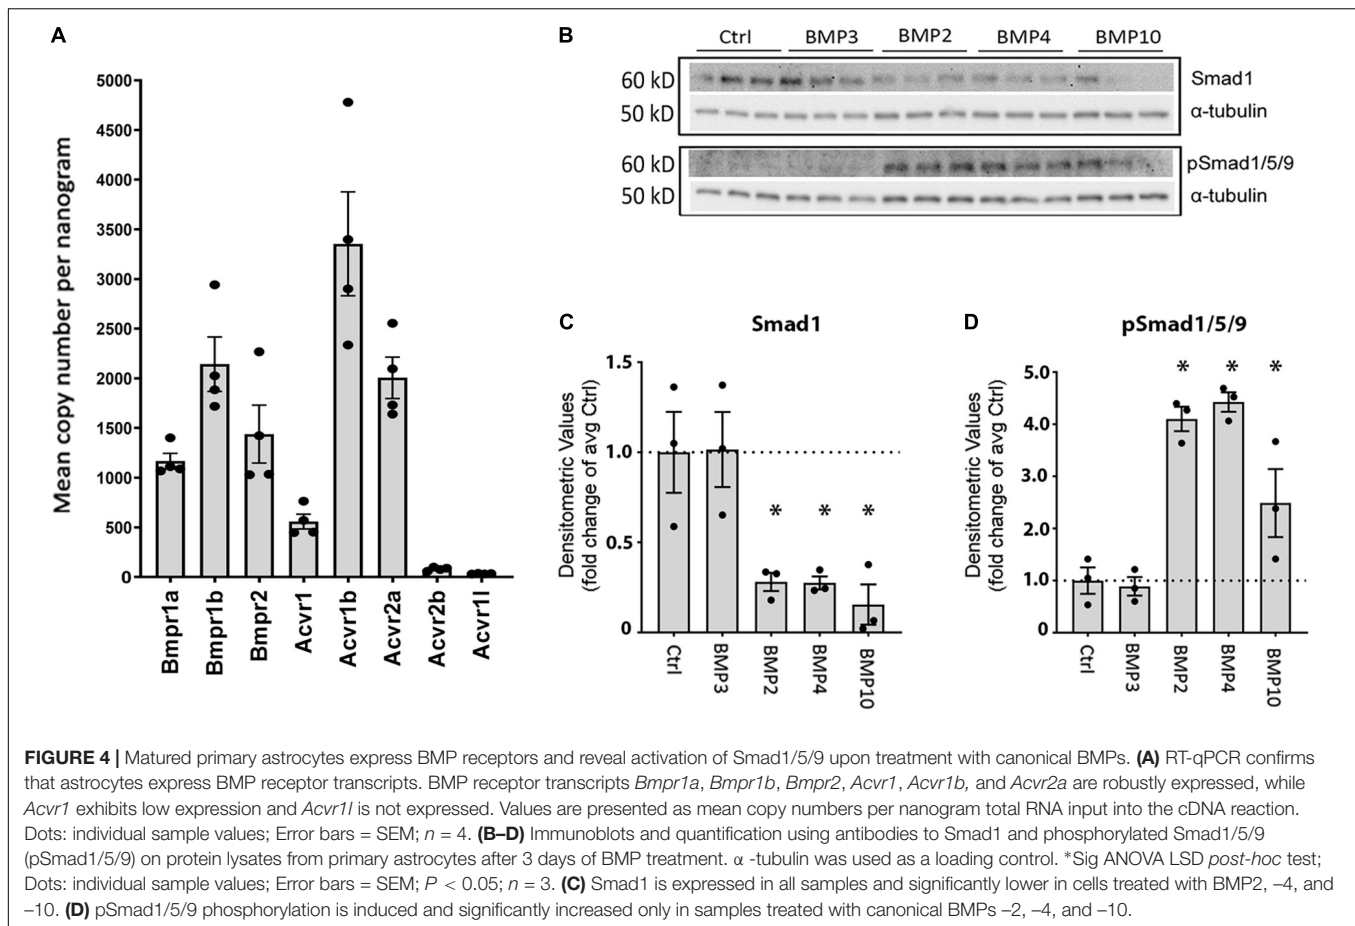 A
Mean copy number per nanogram
5000
4500
4000
3500
3000
2500
2000
1500
1000
500
0
Bmpr1a
Bmpr1b
Bmpr2
Acvr1
Acvr1b
Acvr2a
Acvr2b
Acvr1l
B
Ctrl BMP3 BMP2 BMP4 BMP10
60 kD Smad1
50 kD α-tubulin
60 kD pSmad1/5/9
50 kD α-tubulin
C
Smad1
Densitometric Values
(fold change of avg Ctrl)
1.5
1.0
0.5
0
* * *
Ctrl
BMP3
BMP2
BMP4
BMP10
D
pSmad1/5/9
Densitometric Values
(fold change of avg Ctrl)
5.0
4.0
3.0
2.0
1.0
0
* * *
Ctrl
BMP3
BMP2
BMP4
BMP10
FIGURE 4 | Matured primary astrocytes express BMP receptors and reveal activation of Smad1/5/9 upon treatment with canonical BMPs. (A) RT-qPCR confirms
that astrocytes express BMP receptor transcripts. BMP receptor transcripts Bmpr1a, Bmpr1b, Bmpr2, Acvr1, Acvr1b, and Acvr2a are robustly expressed, while
Acvr1 exhibits low expression and Acvr1l is not expressed. Values are presented as mean copy numbers per nanogram total RNA input into the cDNA reaction.
Dots: individual sample values; Error bars = SEM; n = 4. (B–D) Immunoblots and quantification using antibodies to Smad1 and phosphorylated Smad1/5/9
(pSmad1/5/9) on protein lysates from primary astrocytes after 3 days of BMP treatment. α -tubulin was used as a loading control. *Sig ANOVA LSD post-hoc test;
Dots: individual sample values; Error bars = SEM; P < 0.05; n = 3. (C) Smad1 is expressed in all samples and significantly lower in cells treated with BMP2, –4, and
–10. (D) pSmad1/5/9 phosphorylation is induced and significantly increased only in samples treated with canonical BMPs –2, –4, and –10.